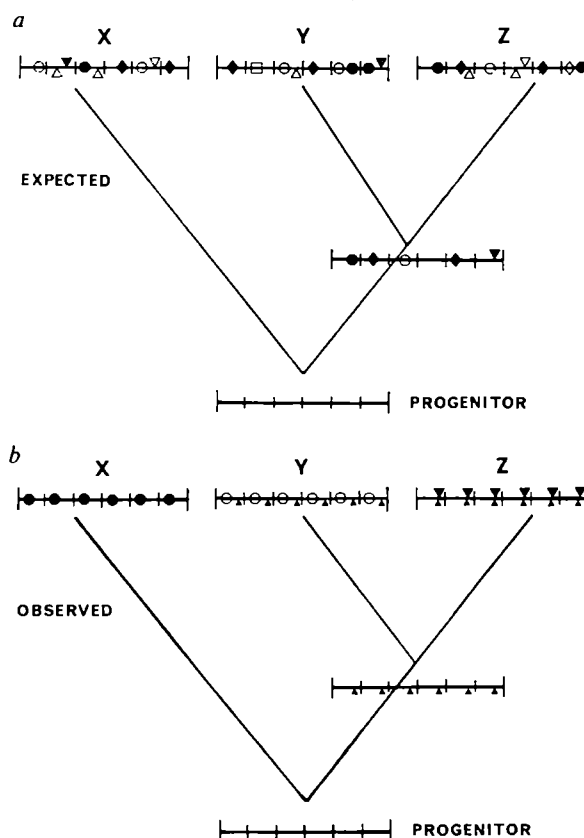 a
X Y Z
EXPECTED
PROGENITOR
b
X Y Z
OBSERVED
PROGENITOR